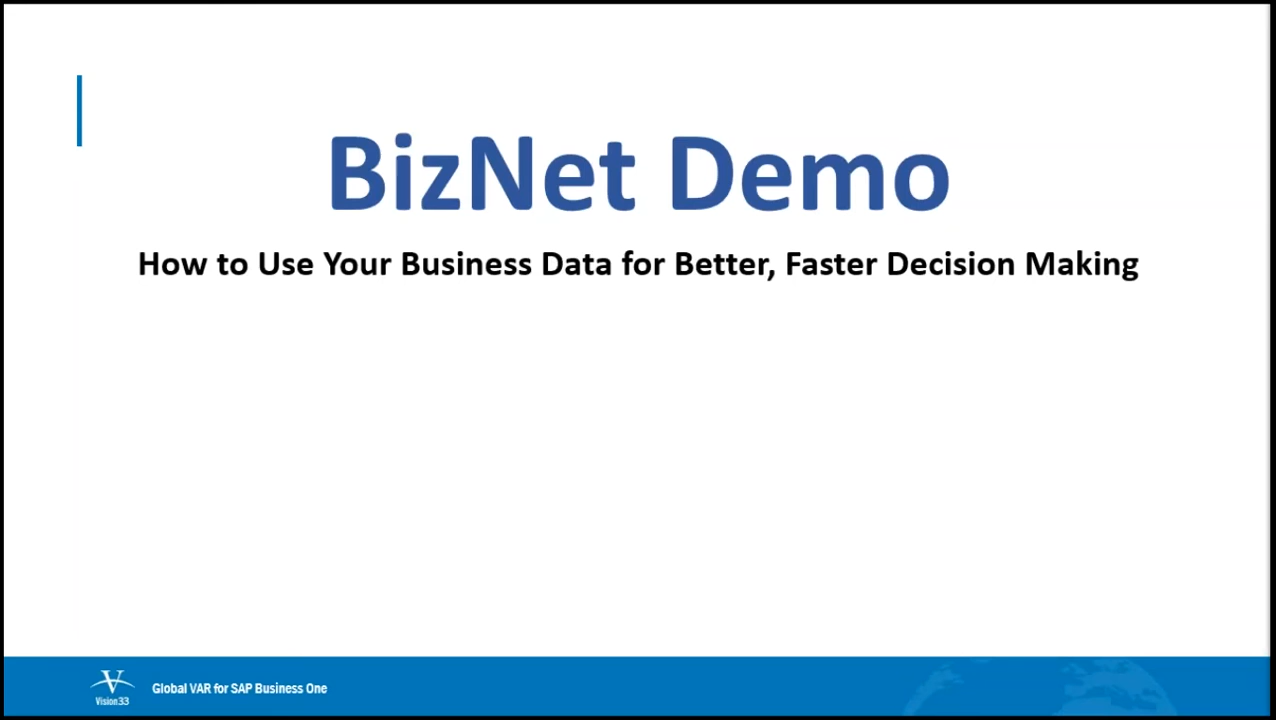 BizNet Demo
How to Use Your Business Data for Better, Faster Decision Making
Vision33
Global VAR for SAP Business One